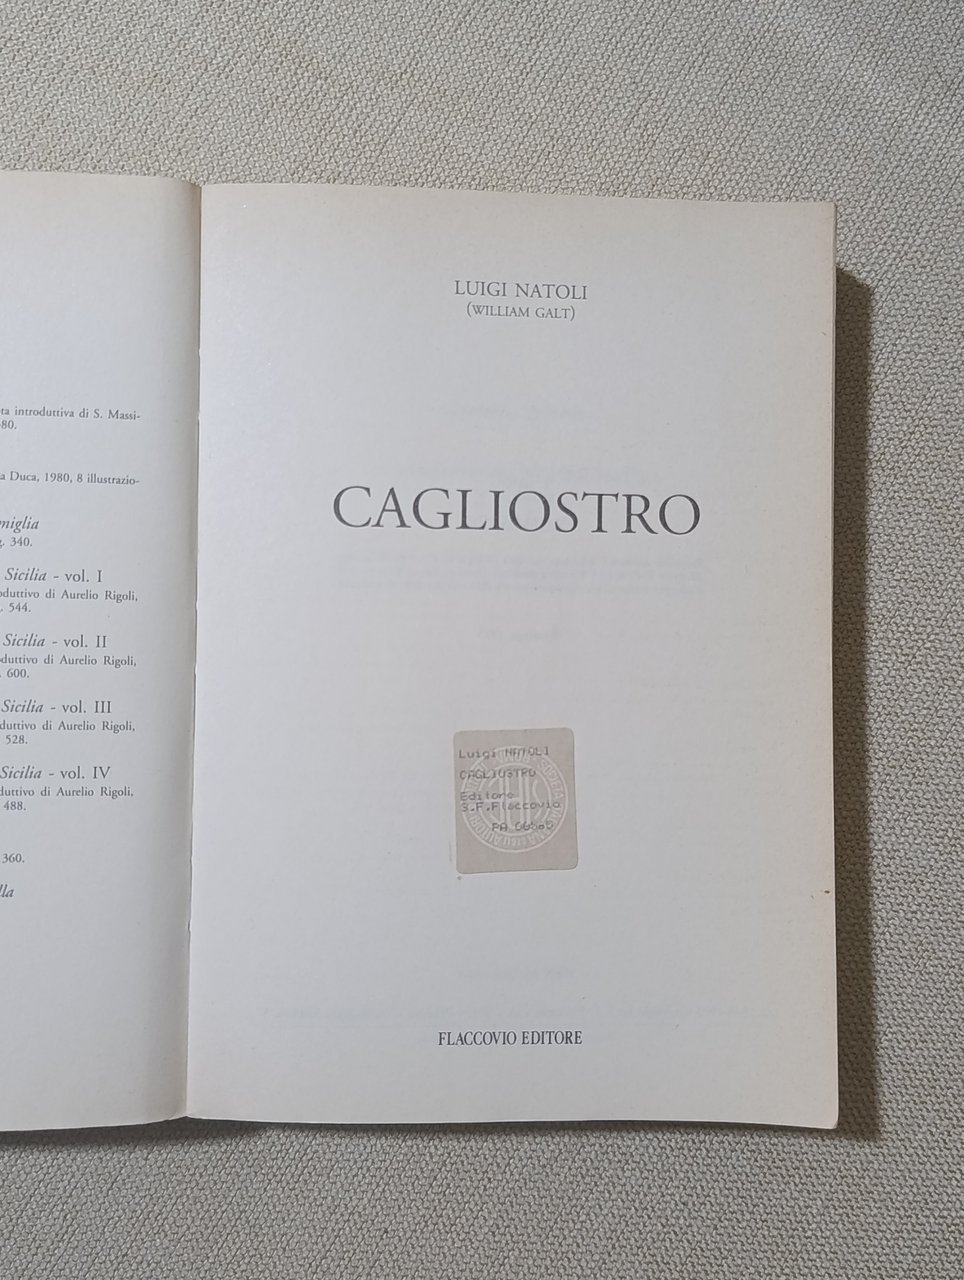 ta introduttiva di S. Massi-
80.
a Duca, 1980, 8 illustrazio-
miglia
g. 340.
Sicilia - vol. I
oduttivo di Aurelio Rigoli,
. 544.
Sicilia - vol. II
duttivo di Aurelio Rigoli,
. 600.
Sicilia - vol. III
duttivo di Aurelio Rigoli,
528.
Sicilia - vol. IV
duttivo di Aurelio Rigoli,
488.
360.
lla
LUIGI NATOLI
(WILLIAM GALT)
CAGLIOSTRO
Luigi NATOLI
CAGLIOSTRO
Editore
S.F.Flaccovio
PA
FLACCOVIO EDITORE